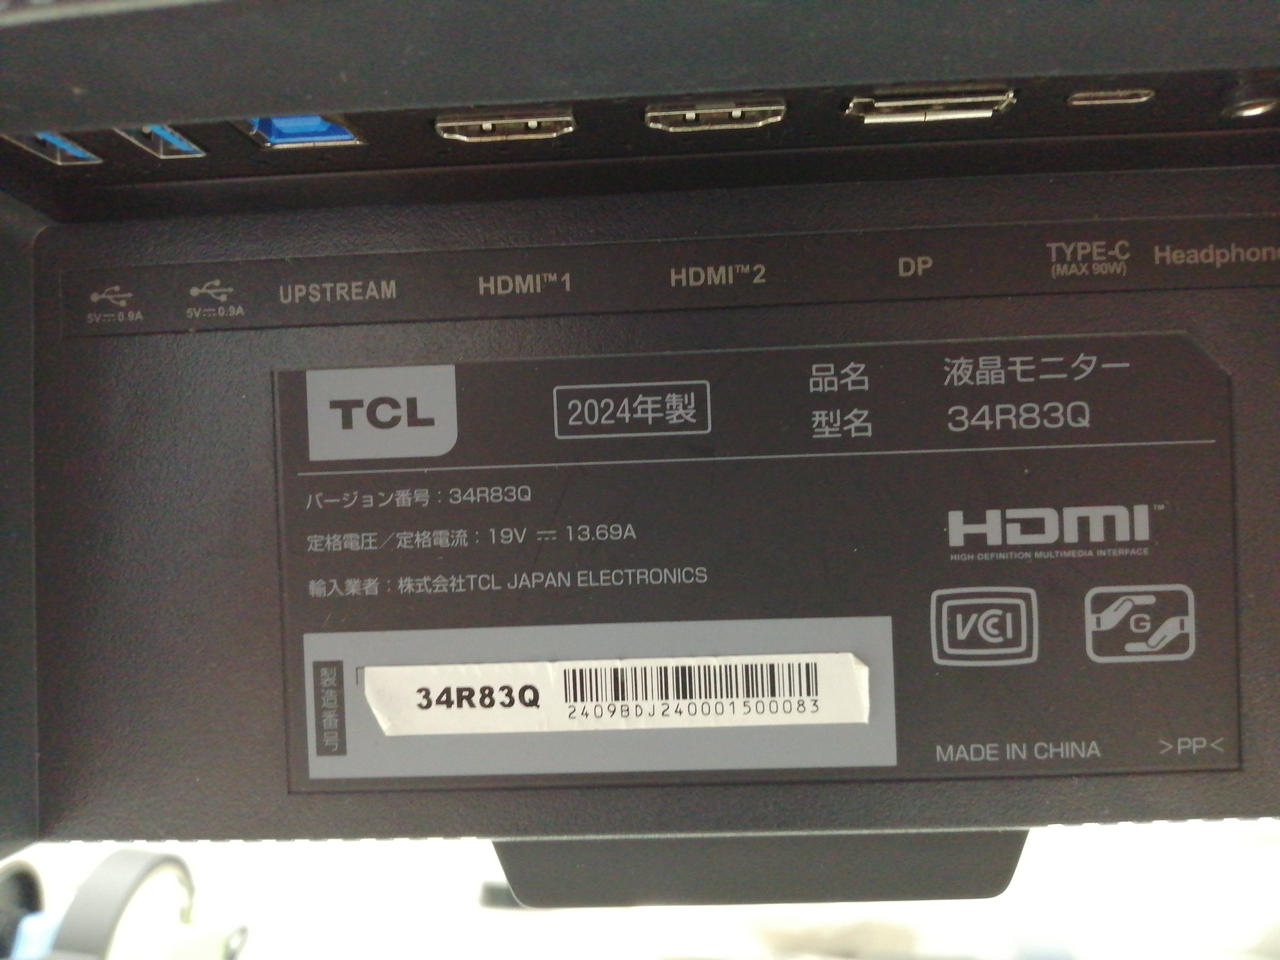 5V⎓0.9A
5V⎓0.9A
UPSTREAM
HDMI™1
HDMI™2
DP
TYPE-C
(MAX 90W)
Headphon
TCL
2024年製
品名 液晶モニター
型名 34R83Q
バージョン番号：34R83Q
定格電圧／定格電流：19V ⎓ 13.69A
輸入業者：株式会社TCL JAPAN ELECTRONICS
HDMI™
HIGH-DEFINITION MULTIMEDIA INTERFACE
VCCI
G
製造番号
34R83Q
2409BDJ240001500083
MADE IN CHINA
>PP<